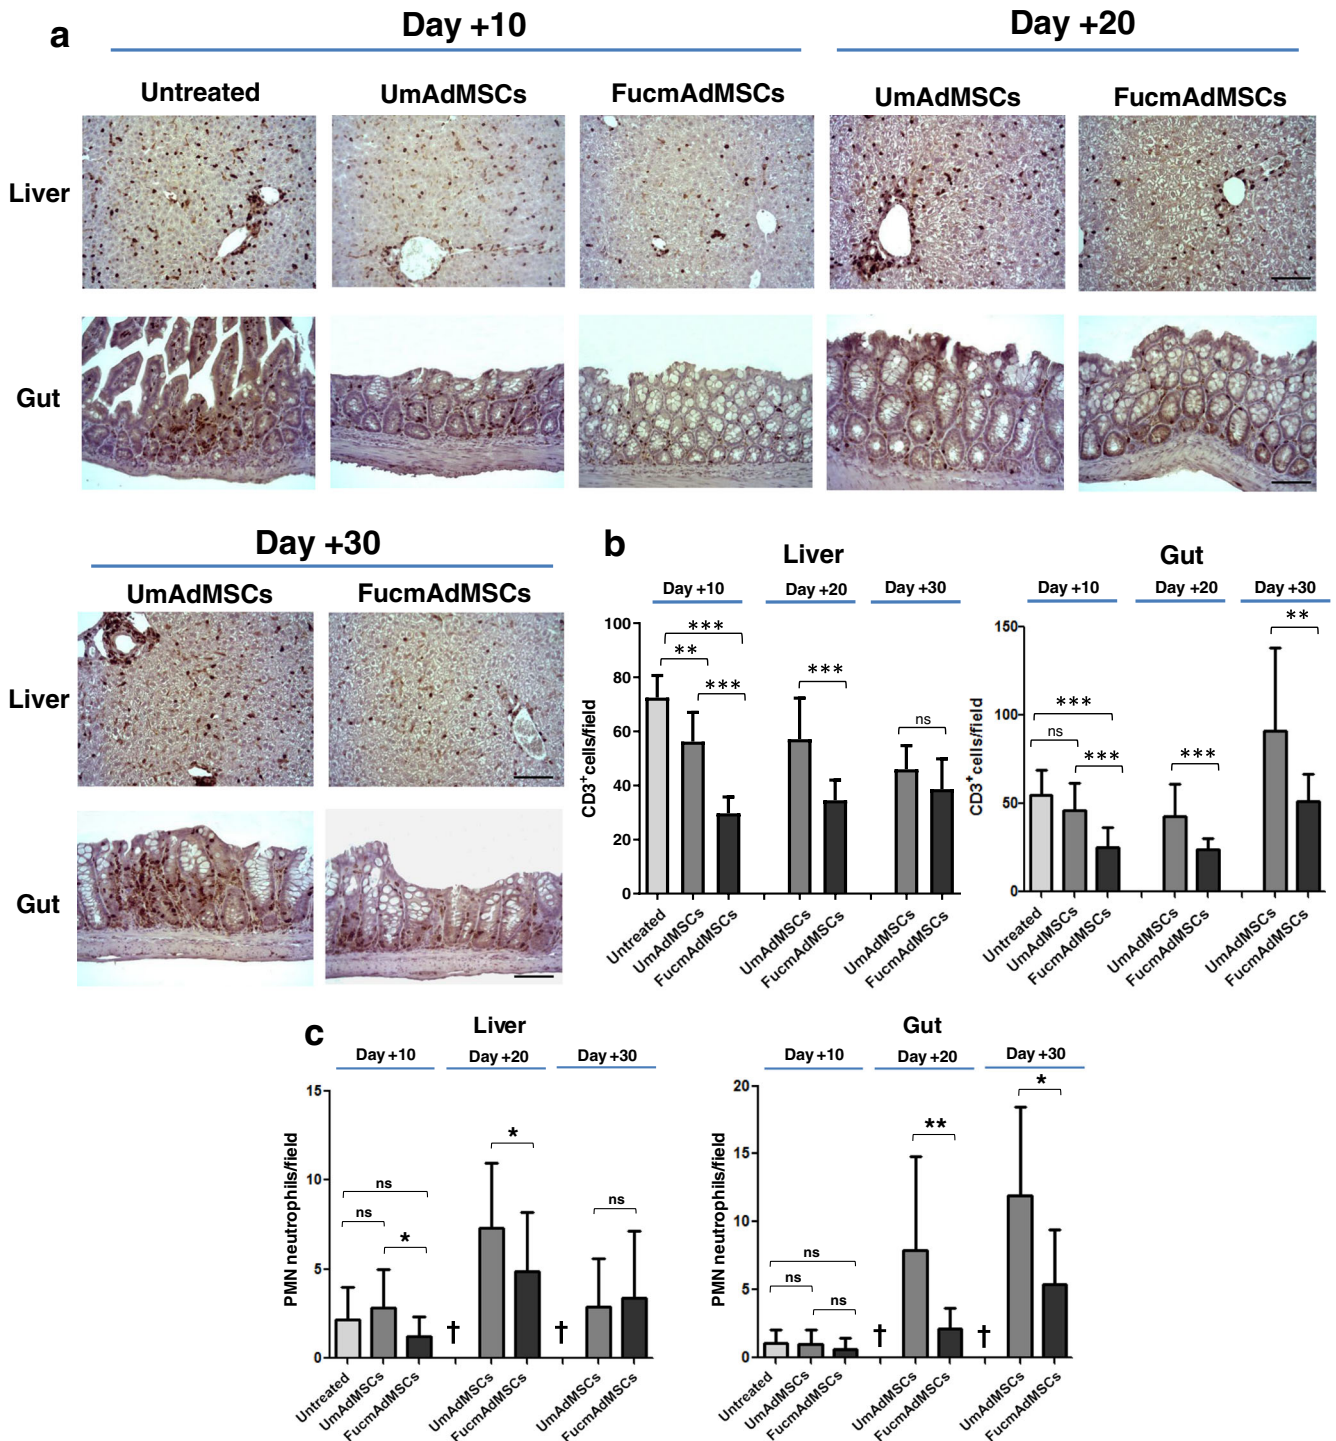 a
Day +10
Day +20
Untreated
UmAdMSCs
FucmAdMSCs
UmAdMSCs
FucmAdMSCs
Liver
Gut
Day +30
UmAdMSCs
FucmAdMSCs
Liver
Gut
b
Liver
Day +10
Day +20
Day +30
CD3+cells/field
100
80
60
40
20
0
***
**
***
***
ns
Untreated
UmAdMSCs
FucmAdMSCs
UmAdMSCs
FucmAdMSCs
UmAdMSCs
FucmAdMSCs
Gut
Day +10
Day +20
Day +30
CD3+cells/field
150
100
50
0
***
ns
***
***
**
Untreated
UmAdMSCs
FucmAdMSCs
UmAdMSCs
FucmAdMSCs
UmAdMSCs
FucmAdMSCs
c
Liver
Day +10
Day +20
Day +30
PMN neutrophils/field
15
10
5
0
ns
ns
*
†
*
†
ns
Untreated
UmAdMSCs
FucmAdMSCs
UmAdMSCs
FucmAdMSCs
UmAdMSCs
FucmAdMSCs
Gut
Day +10
Day +20
Day +30
PMN neutrophils/field
20
15
10
5
0
ns
ns
ns
†
**
†
*
Untreated
UmAdMSCs
FucmAdMSCs
UmAdMSCs
FucmAdMSCs
UmAdMSCs
FucmAdMSCs